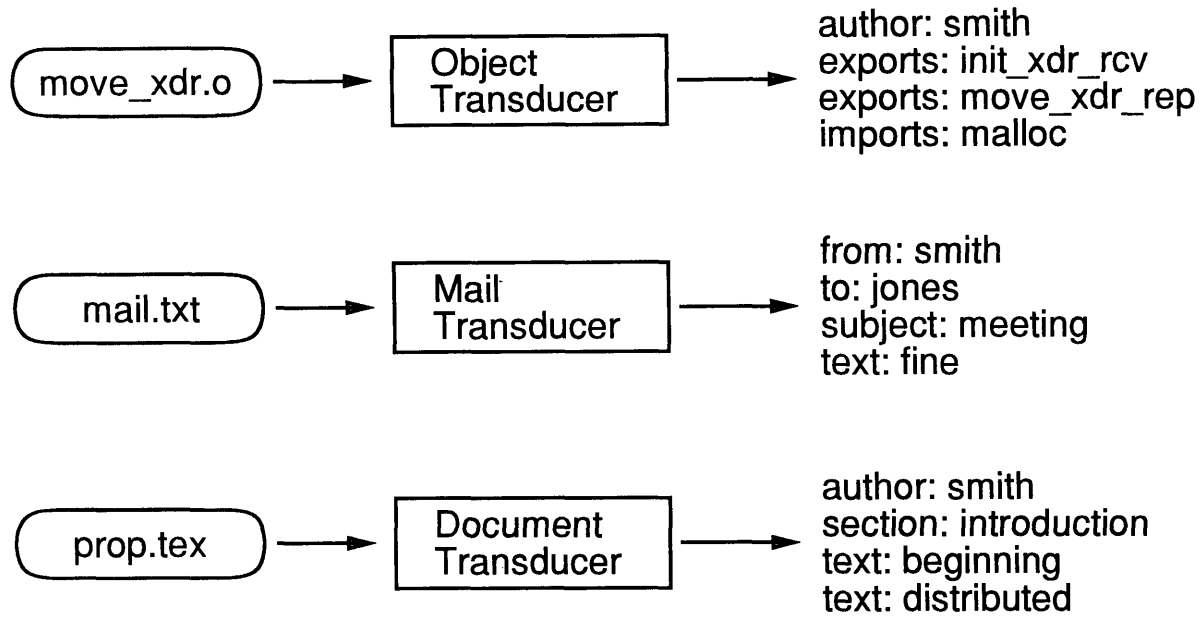 move_xdr.o
Object
Transducer
author: smith
exports: init_xdr_rcv
exports: move_xdr_rep
imports: malloc
mail.txt
Mail
Transducer
from: smith
to: jones
subject: meeting
text: fine
prop.tex
Document
Transducer
author: smith
section: introduction
text: beginning
text: distributed